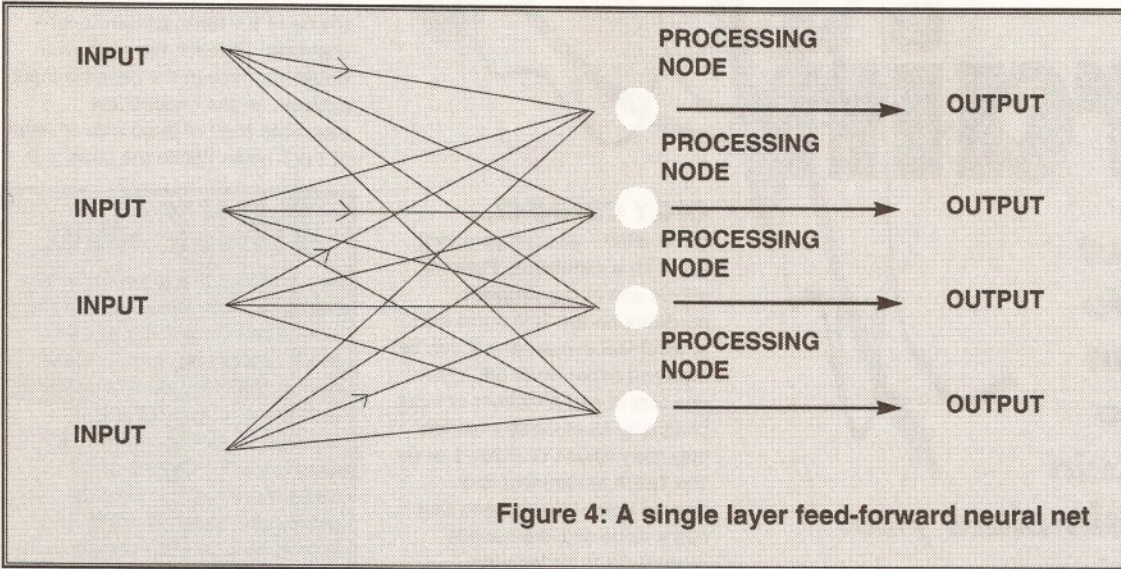 INPUT
PROCESSING
NODE
OUTPUT
PROCESSING
NODE
INPUT
OUTPUT
PROCESSING
NODE
INPUT
OUTPUT
PROCESSING
NODE
INPUT
OUTPUT
Figure 4: A single layer feed-forward neural net